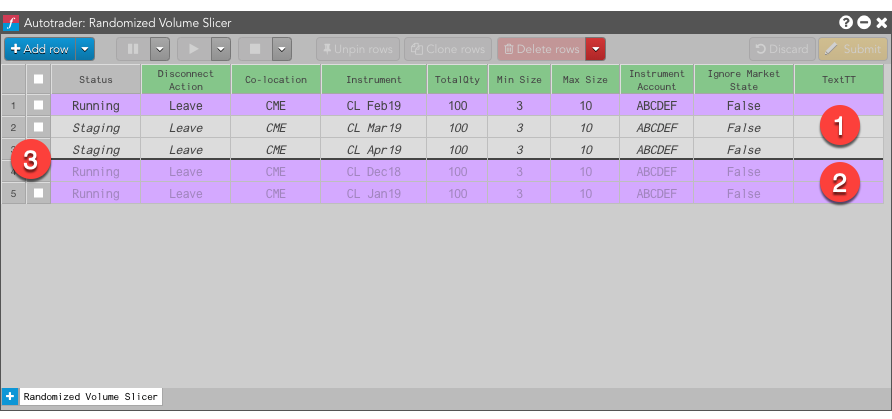 f Autotrader: Randomized Volume Slicer
+ Add row Unpin rows Clone rows Delete rows Discard Submit
Status Disconnect Action Co-location Instrument TotalQty Min Size Max Size Instrument Account Ignore Market State TextTT
1 Running Leave CME CL Feb19 100 3 10 ABCDEF False
2 Staging Leave CME CL Mar19 100 3 10 ABCDEF False 1
Staging Leave CME CL Apr19 100 3 10 ABCDEF False
3
Running Leave CME CL Dec18 100 3 10 ABCDEF False 2
5 Running Leave CME CL Jan19 100 3 10 ABCDEF False
+ Randomized Volume Slicer